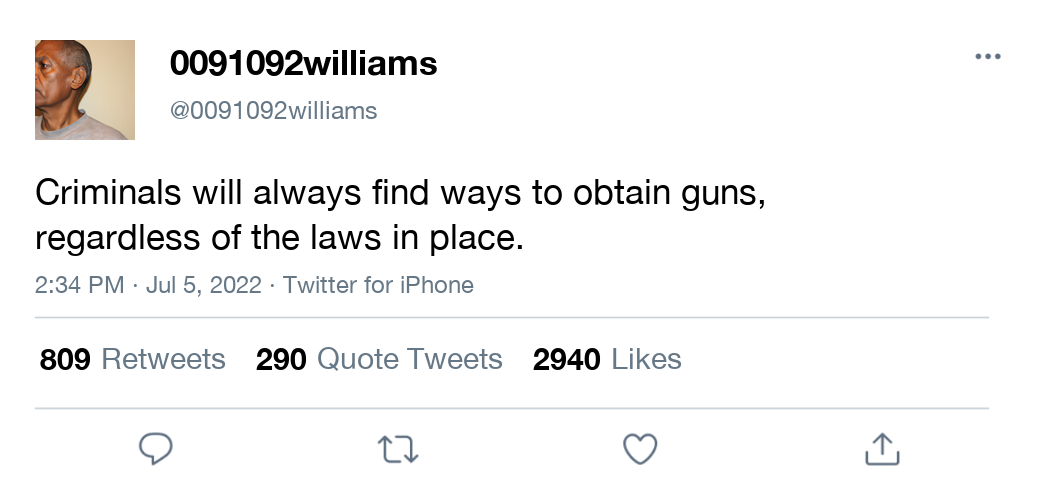 0091092williams
@0091092williams
Criminals will always find ways to obtain guns,
regardless of the laws in place.
2:34 PM · Jul 5, 2022 · Twitter for iPhone
809 Retweets 290 Quote Tweets 2940 Likes